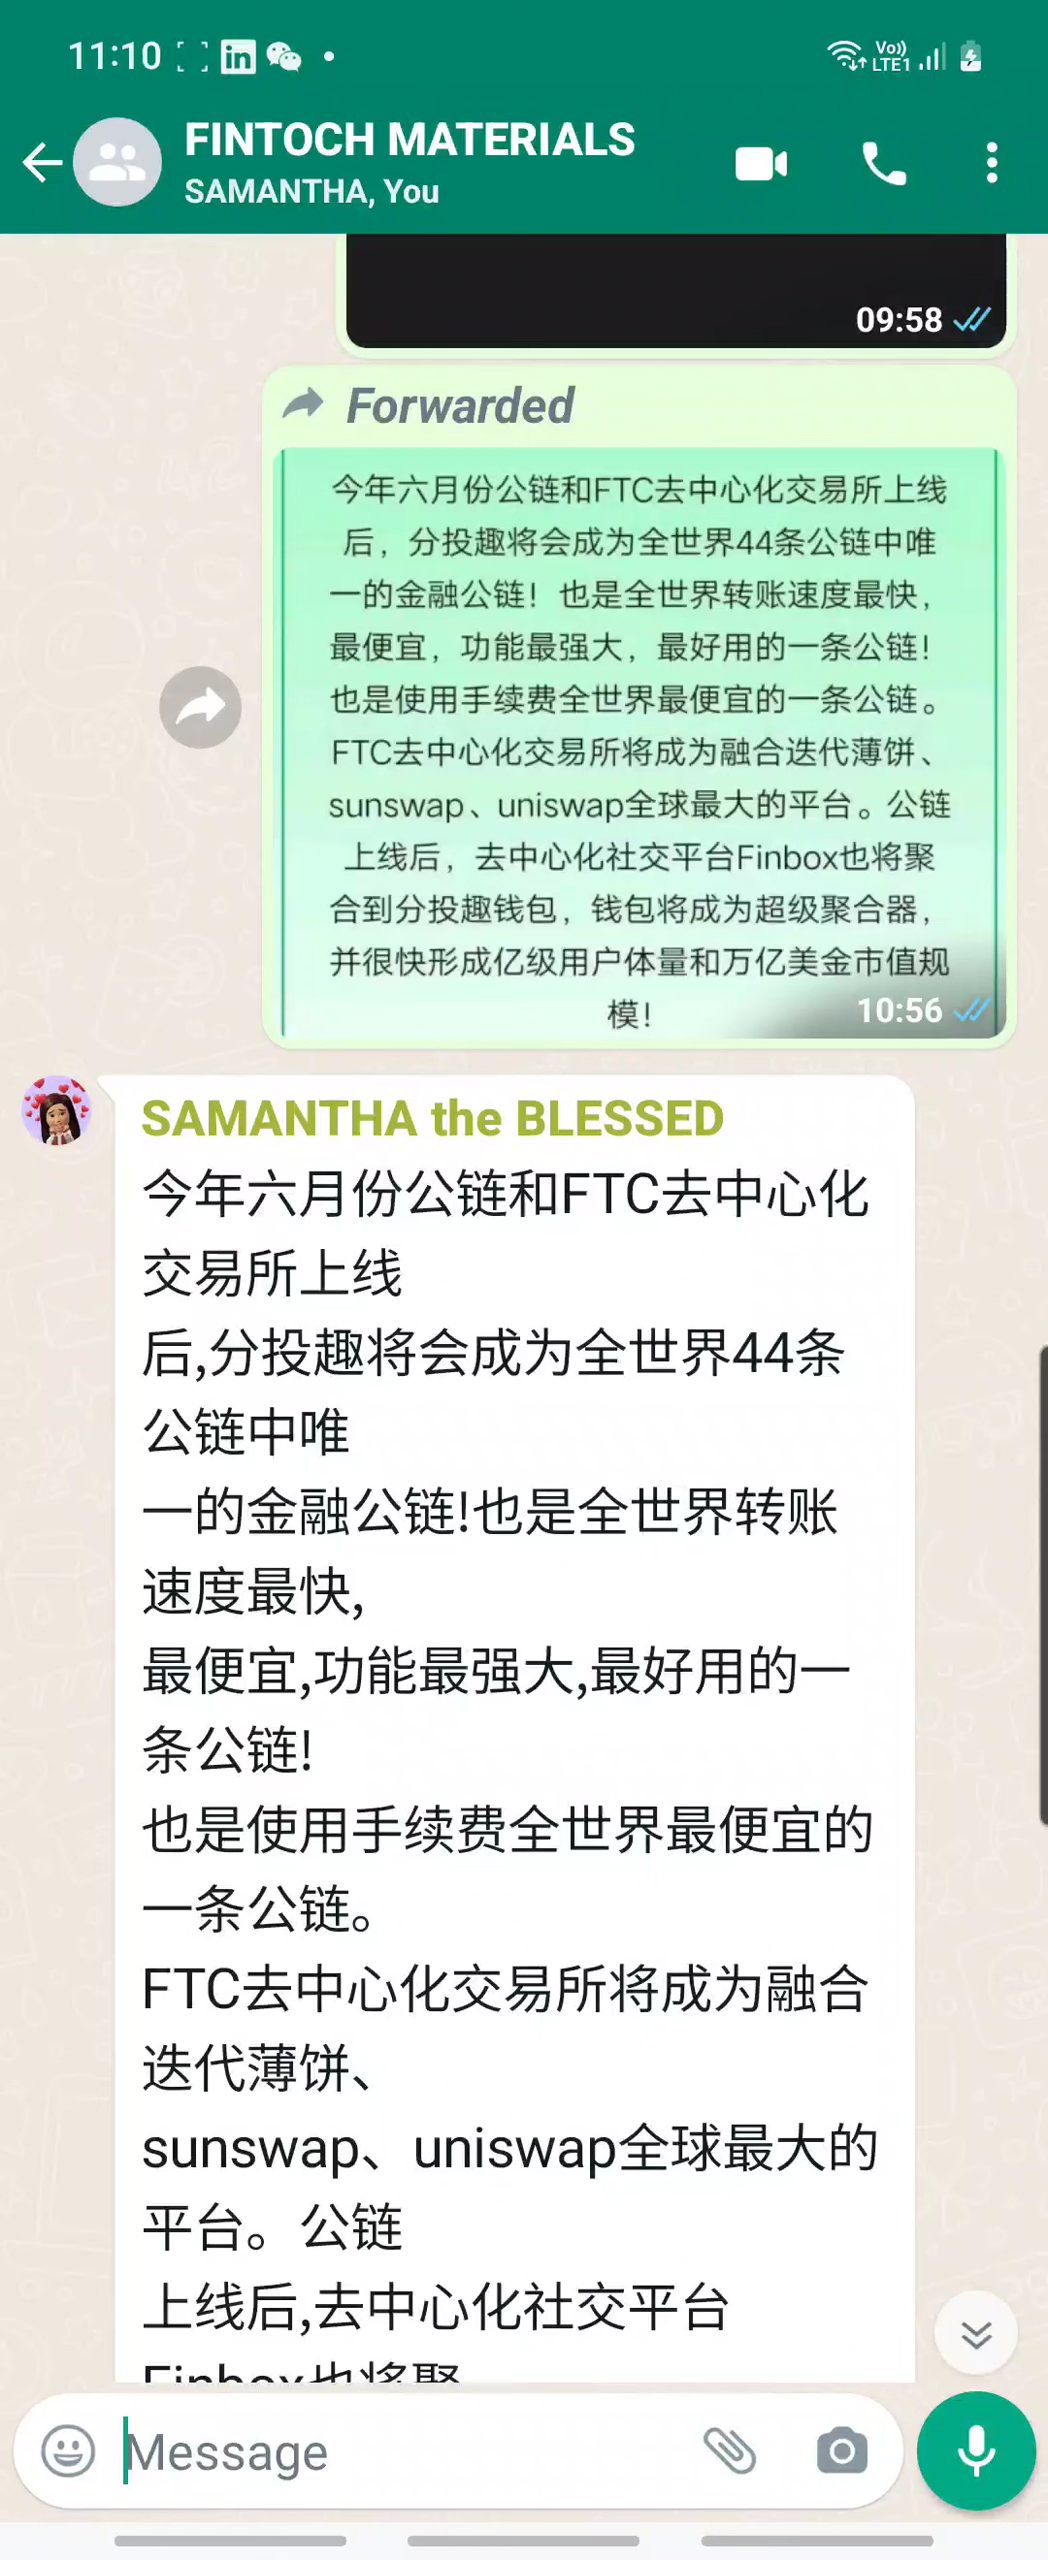 11:10
Vo))
LTE1
FINTOCH MATERIALS
SAMANTHA, You
09:58
Forwarded
今年六月份公链和FTC去中心化交易所上线
后，分投趣将会成为全世界44条公链中唯
一的金融公链！也是全世界转账速度最快，
最便宜，功能最强大，最好用的一条公链！
也是使用手续费全世界最便宜的一条公链。
FTC去中心化交易所将成为融合迭代薄饼、
sunswap、uniswap全球最大的平台。公链
上线后，去中心化社交平台Finbox也将聚
合到分投趣钱包，钱包将成为超级聚合器，
并很快形成亿级用户体量和万亿美金市值规
模！
10:56
SAMANTHA the BLESSED
今年六月份公链和FTC去中心化
交易所上线
后,分投趣将会成为全世界44条
公链中唯
一的金融公链!也是全世界转账
速度最快,
最便宜,功能最强大,最好用的一
条公链!
也是使用手续费全世界最便宜的
一条公链。
FTC去中心化交易所将成为融合
迭代薄饼、
sunswap、uniswap全球最大的
平台。公链
上线后,去中心化社交平台
Finbox也将聚
Message